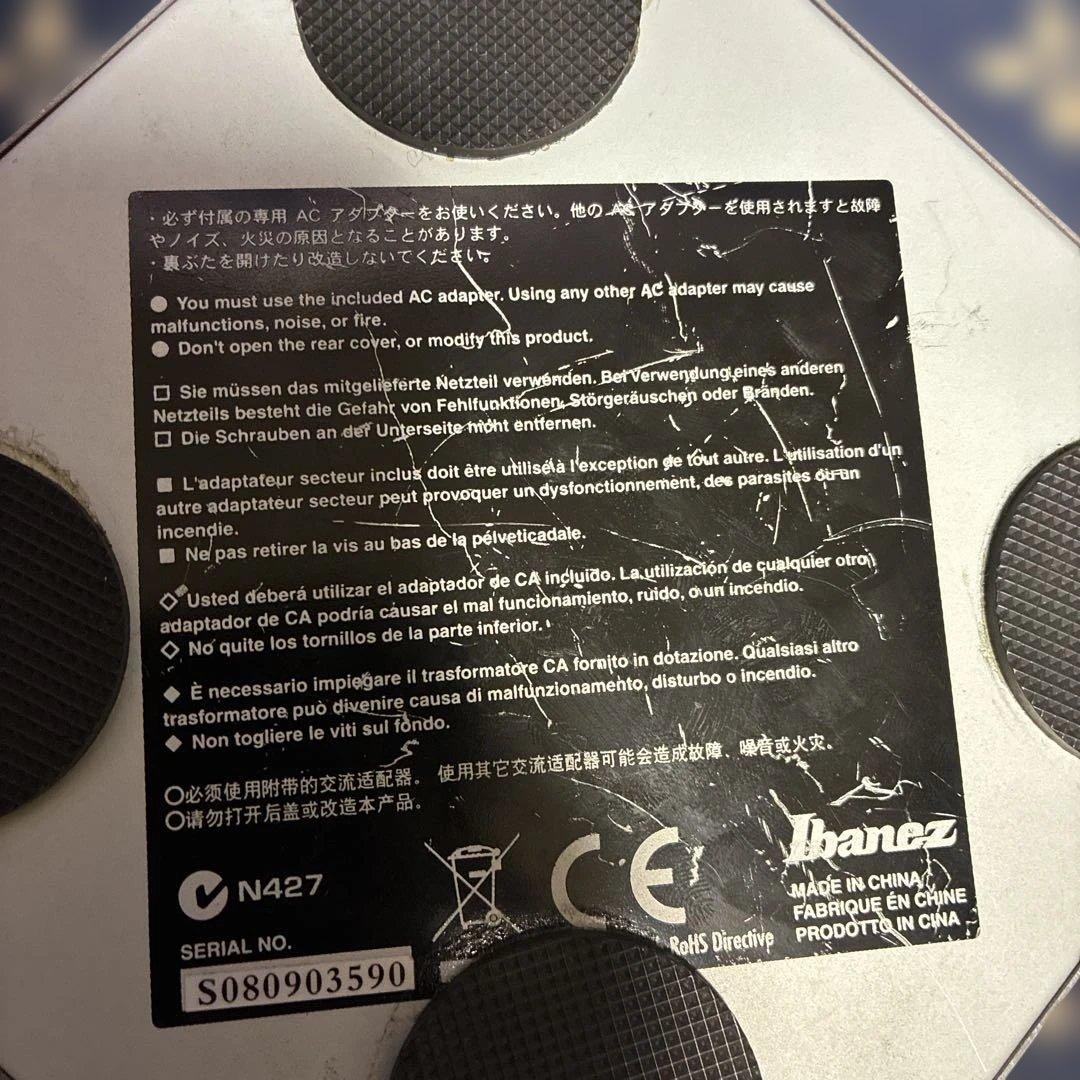 ・必ず付属の専用 AC アダプターをお使いください。他の AC アダプターを使用されますと故障
やノイズ、火災の原因となることがあります。
・裏ぶたを開けたり改造しないでください。
● You must use the included AC adapter. Using any other AC adapter may cause
malfunctions, noise, or fire.
● Don't open the rear cover, or modify this product.
□ Sie müssen das mitgelieferte Netzteil verwenden. Bei Verwendung eines anderen
Netzteils besteht die Gefahr von Fehlfunktionen, Störgeräuschen oder Bränden.
□ Die Schrauben an der Unterseite nicht entfernen.
■ L'adaptateur secteur inclus doit être utilisé à l'exception de tout autre. L'utilisation d'un
autre adaptateur secteur peut provoquer un dysfonctionnement, des parasites ou un
incendie.
■ Ne pas retirer la vis au bas de la pélveticadale.
◇ Usted deberá utilizar el adaptador de CA incluido. La utilización de cualquier otro
adaptador de CA podría causar el mal funcionamiento, ruido, o un incendio.
◇ No quite los tornillos de la parte inferior.
◆ È necessario impiegare il trasformatore CA fornito in dotazione. Qualsiasi altro
trasformatore può divenire causa di malfunzionamento, disturbo o incendio.
◆ Non togliere le viti sul fondo.
○必须使用附带的交流适配器。 使用其它交流适配器可能会造成故障、噪音或火灾。
○请勿打开后盖或改造本产品。
N427
CE
Ibanez
MADE IN CHINA
FABRIQUÉ EN CHINE
PRODOTTO IN CINA
RoHS Directive
SERIAL NO.
S080903590